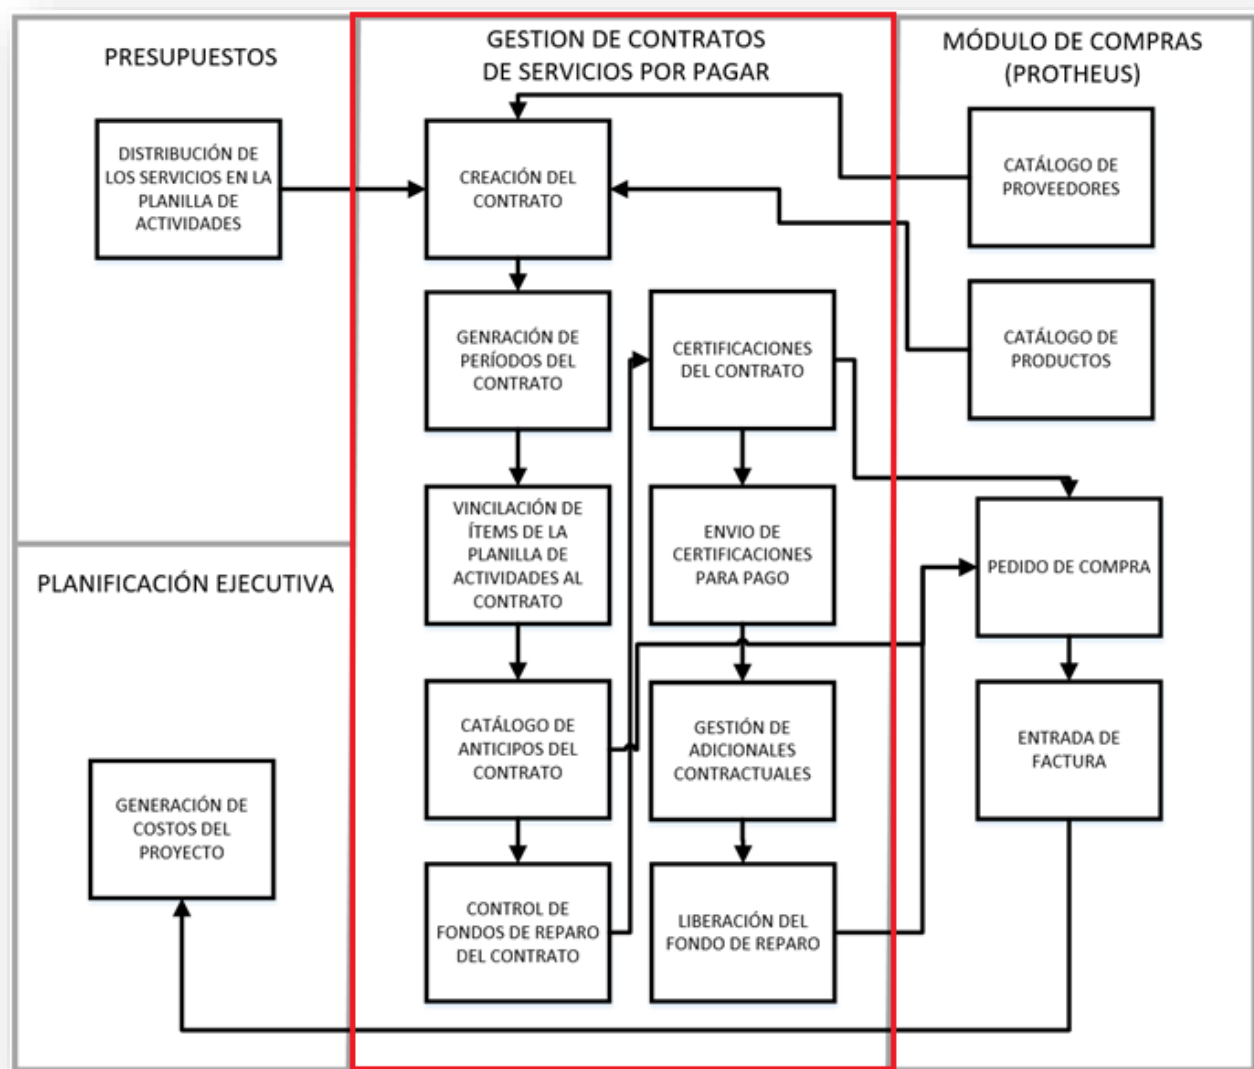 PRESUPUESTOS
DISTRIBUCIÓN DE
LOS SERVICIOS EN LA
PLANILLA DE
ACTIVIDADES
PLANIFICACIÓN EJECUTIVA
GENERACIÓN DE
COSTOS DEL
PROYECTO
GESTION DE CONTRATOS
DE SERVICIOS POR PAGAR
CREACIÓN DEL
CONTRATO
GENRACIÓN DE
PERÍODOS DEL
CONTRATO
VINCILACIÓN DE
ÍTEMS DE LA
PLANILLA DE
ACTIVIDADES AL
CONTRATO
CATÁLOGO DE
ANTICIPOS DEL
CONTRATO
CONTROL DE
FONDOS DE REPARO
DEL CONTRATO
CERTIFICACIONES
DEL CONTRATO
ENVIO DE
CERTIFICACIONES
PARA PAGO
GESTIÓN DE
ADICIONALES
CONTRACTUALES
LIBERACIÓN DEL
FONDO DE REPARO
MÓDULO DE COMPRAS
(PROTHEUS)
CATÁLOGO DE
PROVEEDORES
CATÁLOGO DE
PRODUCTOS
PEDIDO DE COMPRA
ENTRADA DE
FACTURA